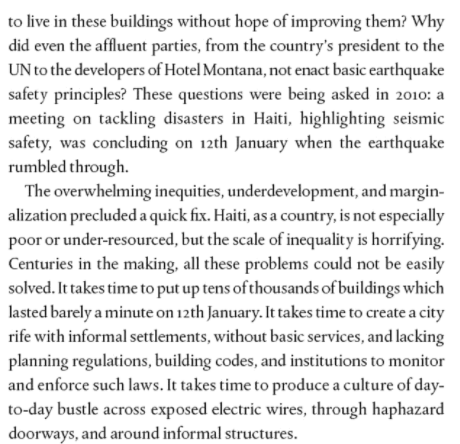 to live in these buildings without hope of improving them? Why
did even the affluent parties, from the country's president to the
UN to the developers of Hotel Montana, not enact basic earthquake
safety principles? These questions were being asked in 2010: a
meeting on tackling disasters in Haiti, highlighting seismic
safety, was concluding on 12th January when the earthquake
rumbled through.
The overwhelming inequities, underdevelopment, and margin-
alization precluded a quick fix. Haiti, as a country, is not especially
poor or under-resourced, but the scale of inequality is horrifying.
Centuries in the making, all these problems could not be easily
solved. It takes time to put up tens of thousands of buildings which
lasted barely a minute on 12th January. It takes time to create a city
rife with informal settlements, without basic services, and lacking
planning regulations, building codes, and institutions to monitor
and enforce such laws. It takes time to produce a culture of day-
to-day bustle across exposed electric wires, through haphazard
doorways, and around informal structures.